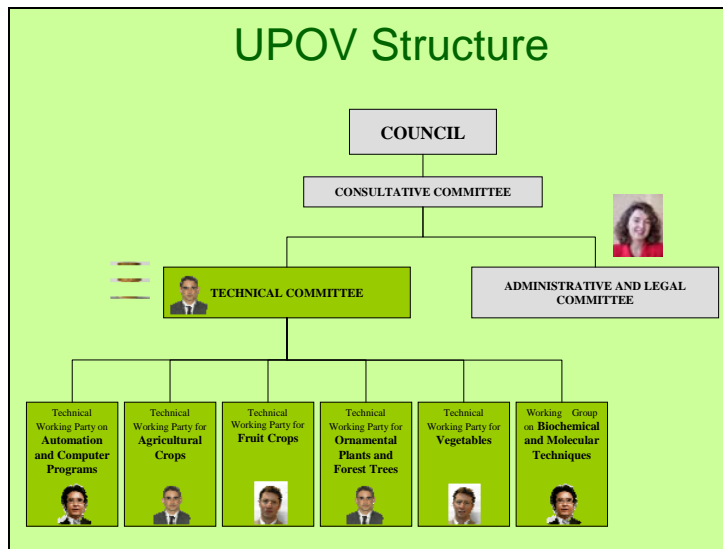 UPOV Structure
COUNCIL
CONSULTATIVE COMMITTEE
TECHNICAL COMMITTEE
ADMINISTRATIVE AND LEGAL
COMMITTEE
Technical
Working Party on
Automation
and Computer
Programs
Technical
Working Party for
Agricultural
Crops
Technical
Working Party for
Fruit Crops
Technical
Working Party for
Ornamental
Plants and
Forest Trees
Technical
Working Party for
Vegetables
Working Group
on Biochemical
and Molecular
Techniques